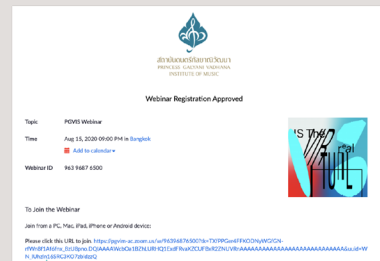 สถาบันดนตรีกัลยาณิวัฒนา
PRINCESS GALYANI VADHANA
INSTITUTE OF MUSIC
Webinar Registration Approved
Topic PGVIS Webinar
Time Aug 15, 2020 09:00 PM in Bangkok
Add to calendar
Webinar ID 963 9687 6500
IS The real
To Join the Webinar
Join from a PC, Mac, iPad, iPhone or Android device:
Please click this URL to join.